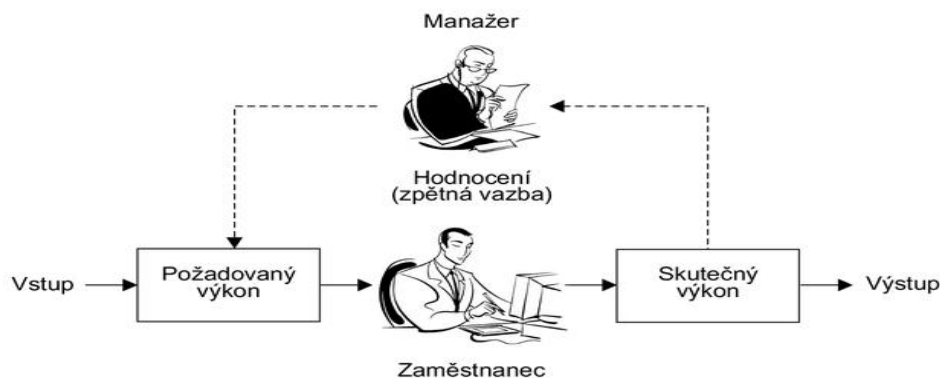 Manažer
Hodnocení
(zpětná vazba)
Vstup
Požadovaný
výkon
Skutečný
výkon
Výstup
Zaměstnanec